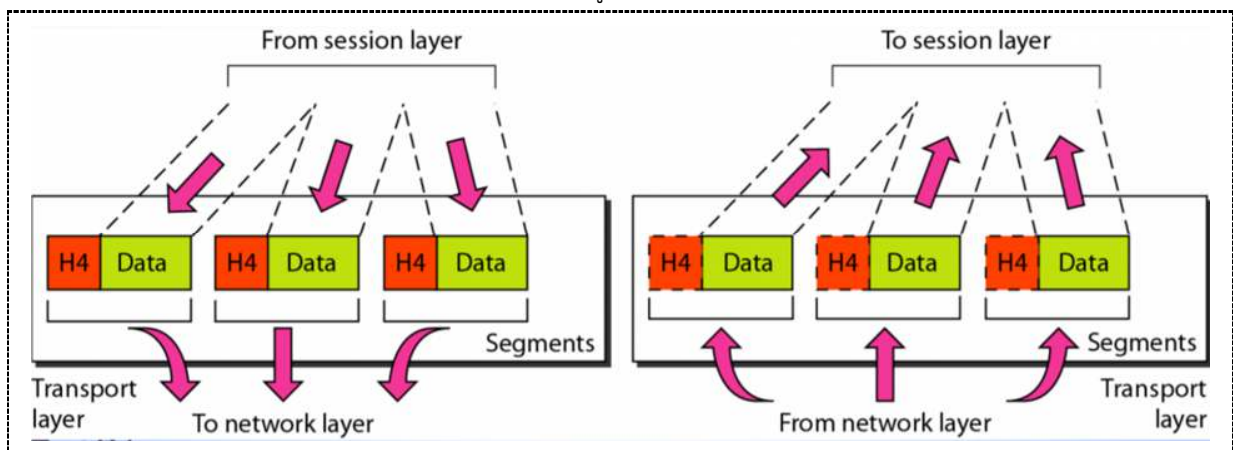 From session layer
To session layer
H4 Data H4 Data H4 Data
H4 Data H4 Data H4 Data
Segments
Segments
Transport
layer
To network layer
From network layer
Transport
layer